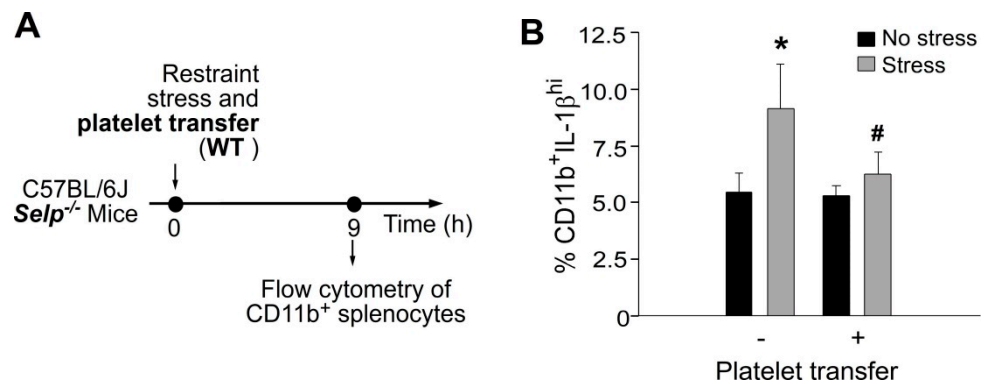 A
Restraint
stress and
platelet transfer
(WT )
C57BL/6J
Selp-/- Mice
0
9
Time (h)
Flow cytometry of
CD11b+ splenocytes
B
% CD11b+IL-1βhi
12.5
10.0
7.5
5.0
2.5
0
*
#
No stress
Stress
- +
Platelet transfer